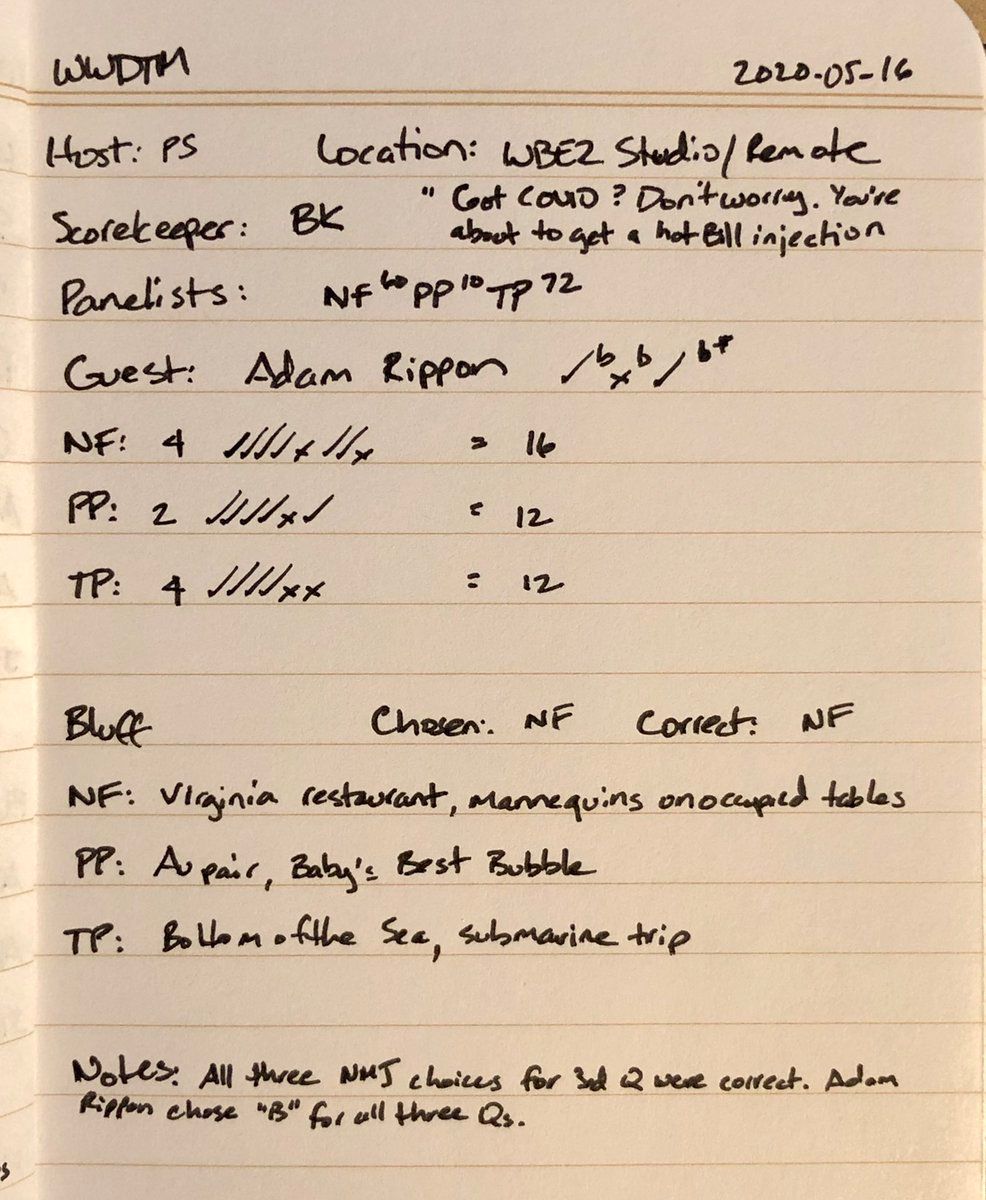 WWDTM 2020-05-16
Host: PS Location: WBEZ Studio/Remote
Scorekeeper: BK " Got COVID? Don't worry. You're
about to get a hot Bill injection
Panelists: NF 60 PP 10 TP 72
Guest: Adam Rippon ✓ b x b ✓ b*
NF: 4 ✓✓✓✓x✓✓x = 16
PP: 2 ✓✓✓✓x✓ = 12
TP: 4 ✓✓✓✓xx = 12
Bluff Chosen: NF Correct: NF
NF: Virginia restaurant, mannequins on occupied tables
PP: Au pair, Baby's Best Bubble
TP: Bottom of the Sea, submarine trip
Notes: All three NMJ choices for 3rd Q were correct. Adam
Rippon chose "B" for all three Qs.